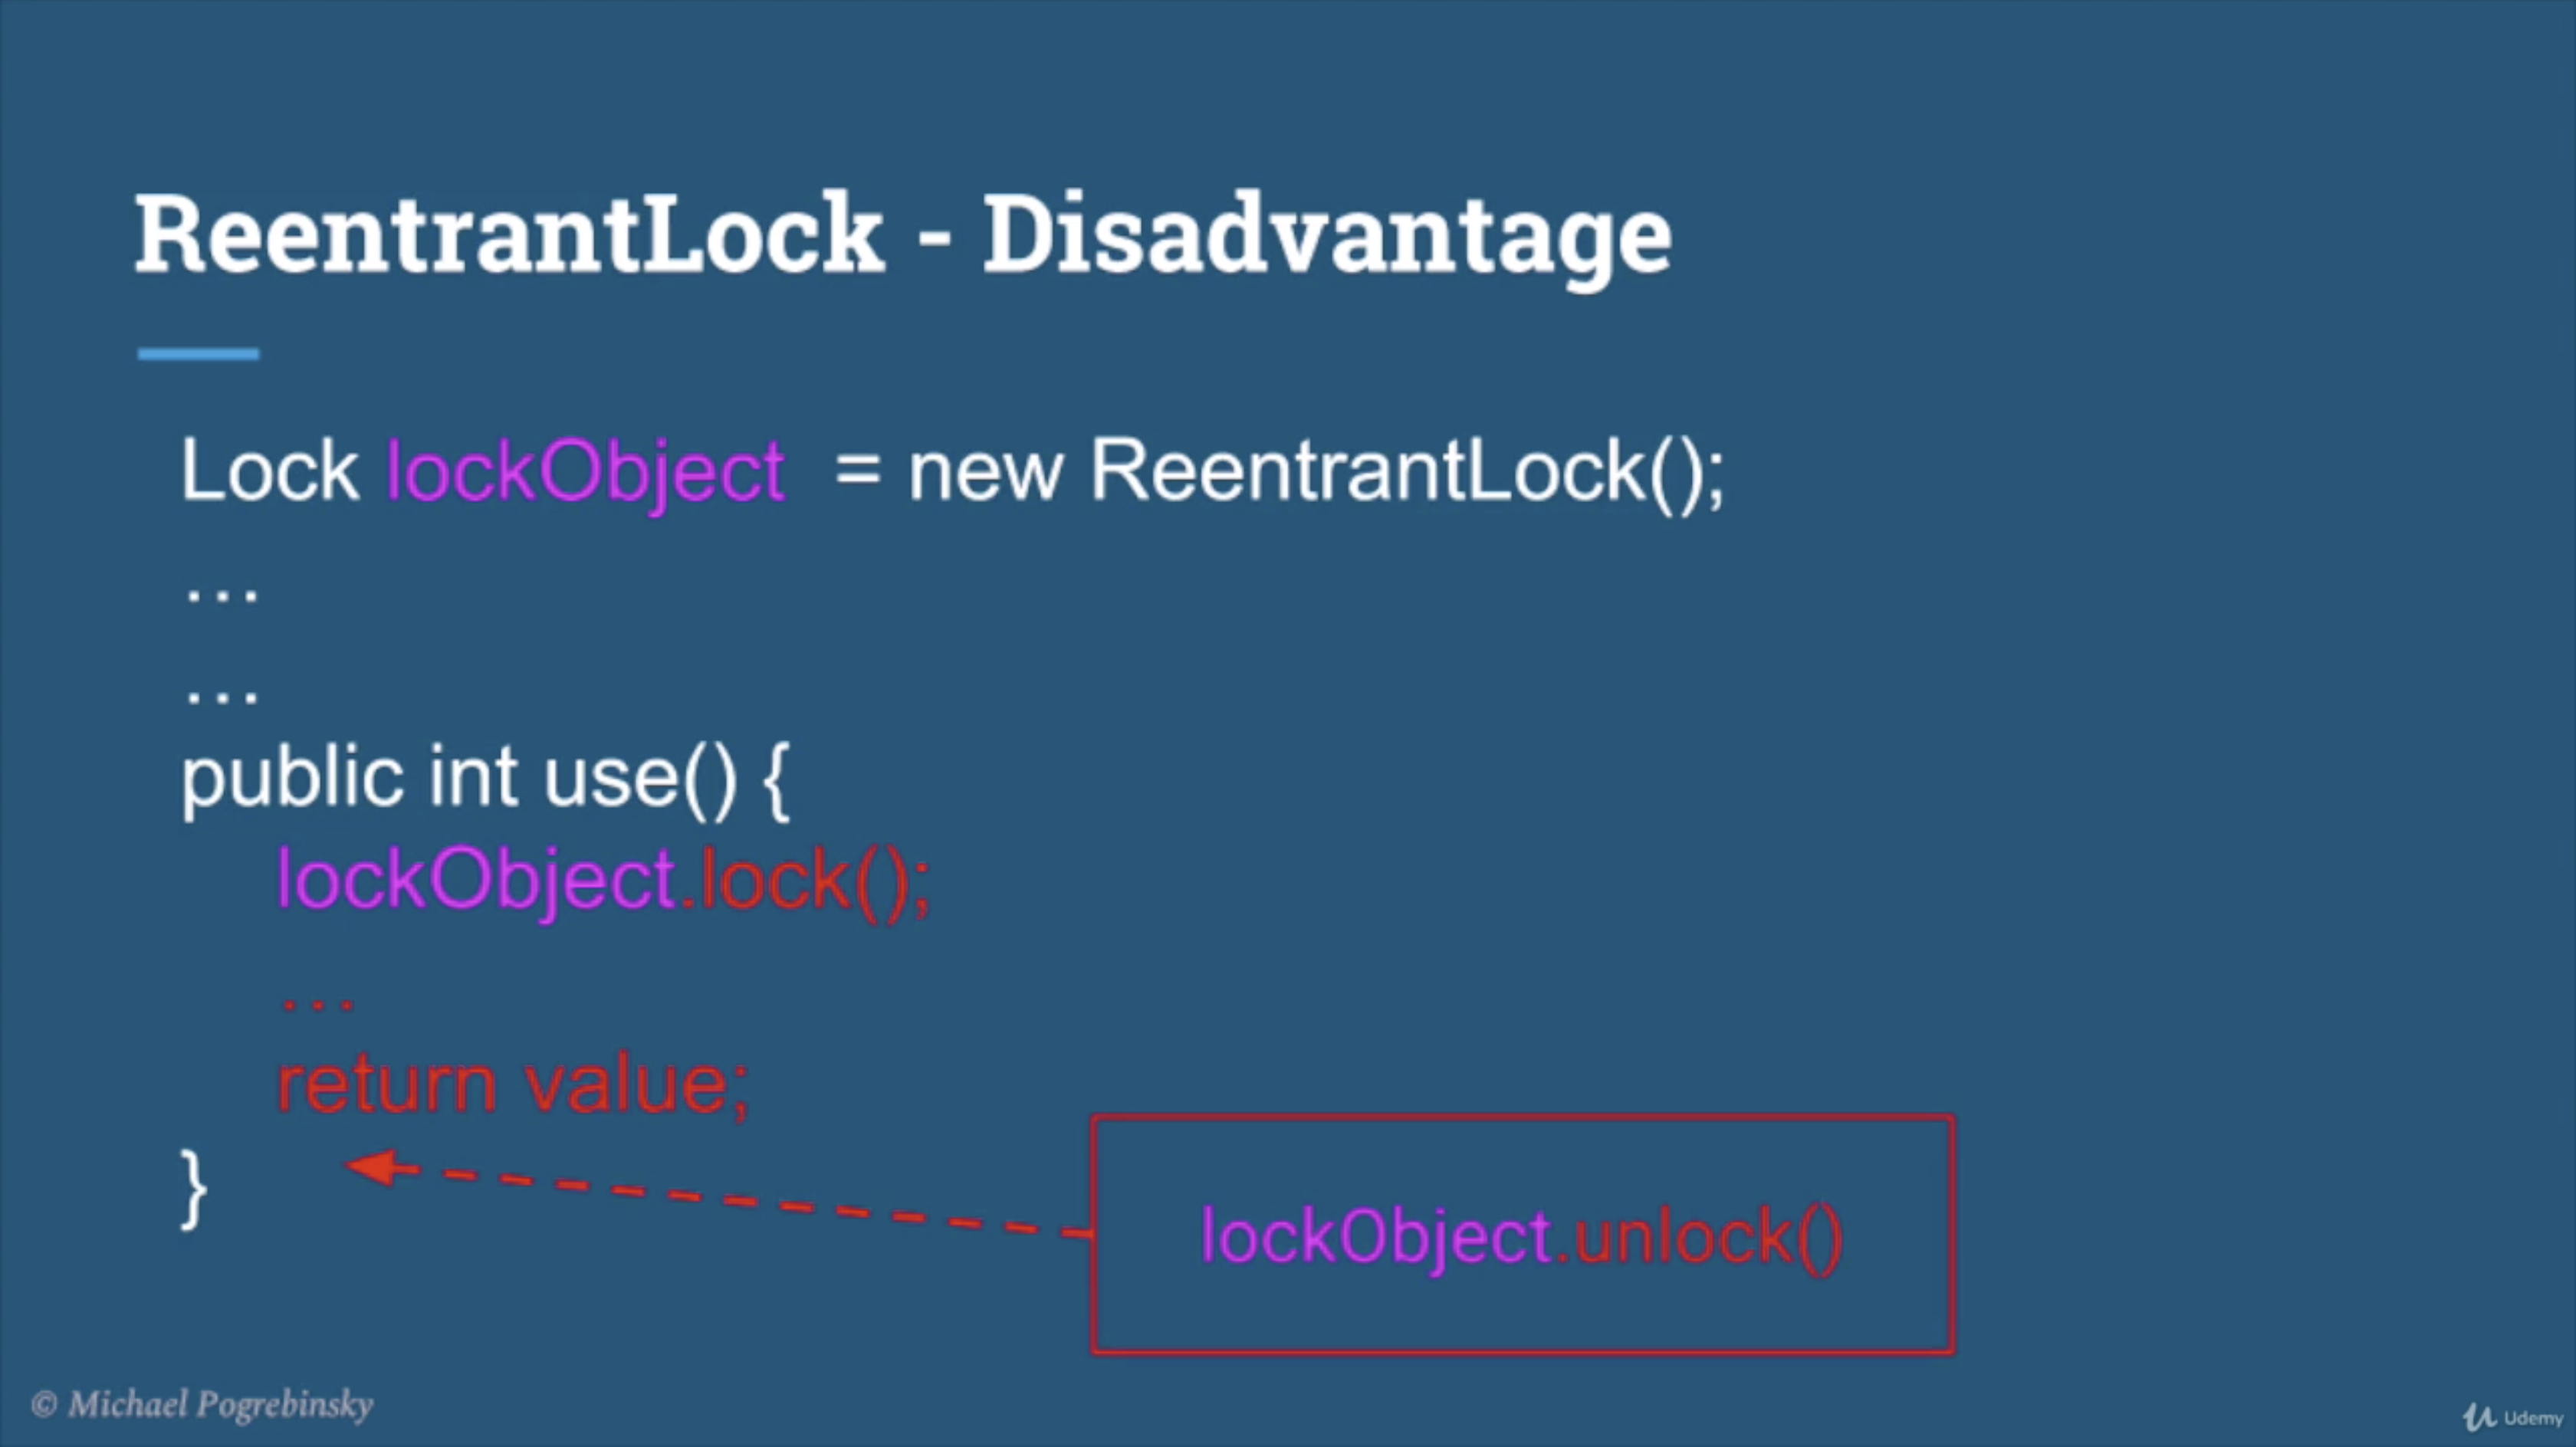 ReentrantLock - Disadvantage
Lock lockObject = new ReentrantLock();
...
...
public int use() {
lockObject.lock();
...
return value;
}
lockObject.unlock()
© Michael Pogrebinsky
Udemy